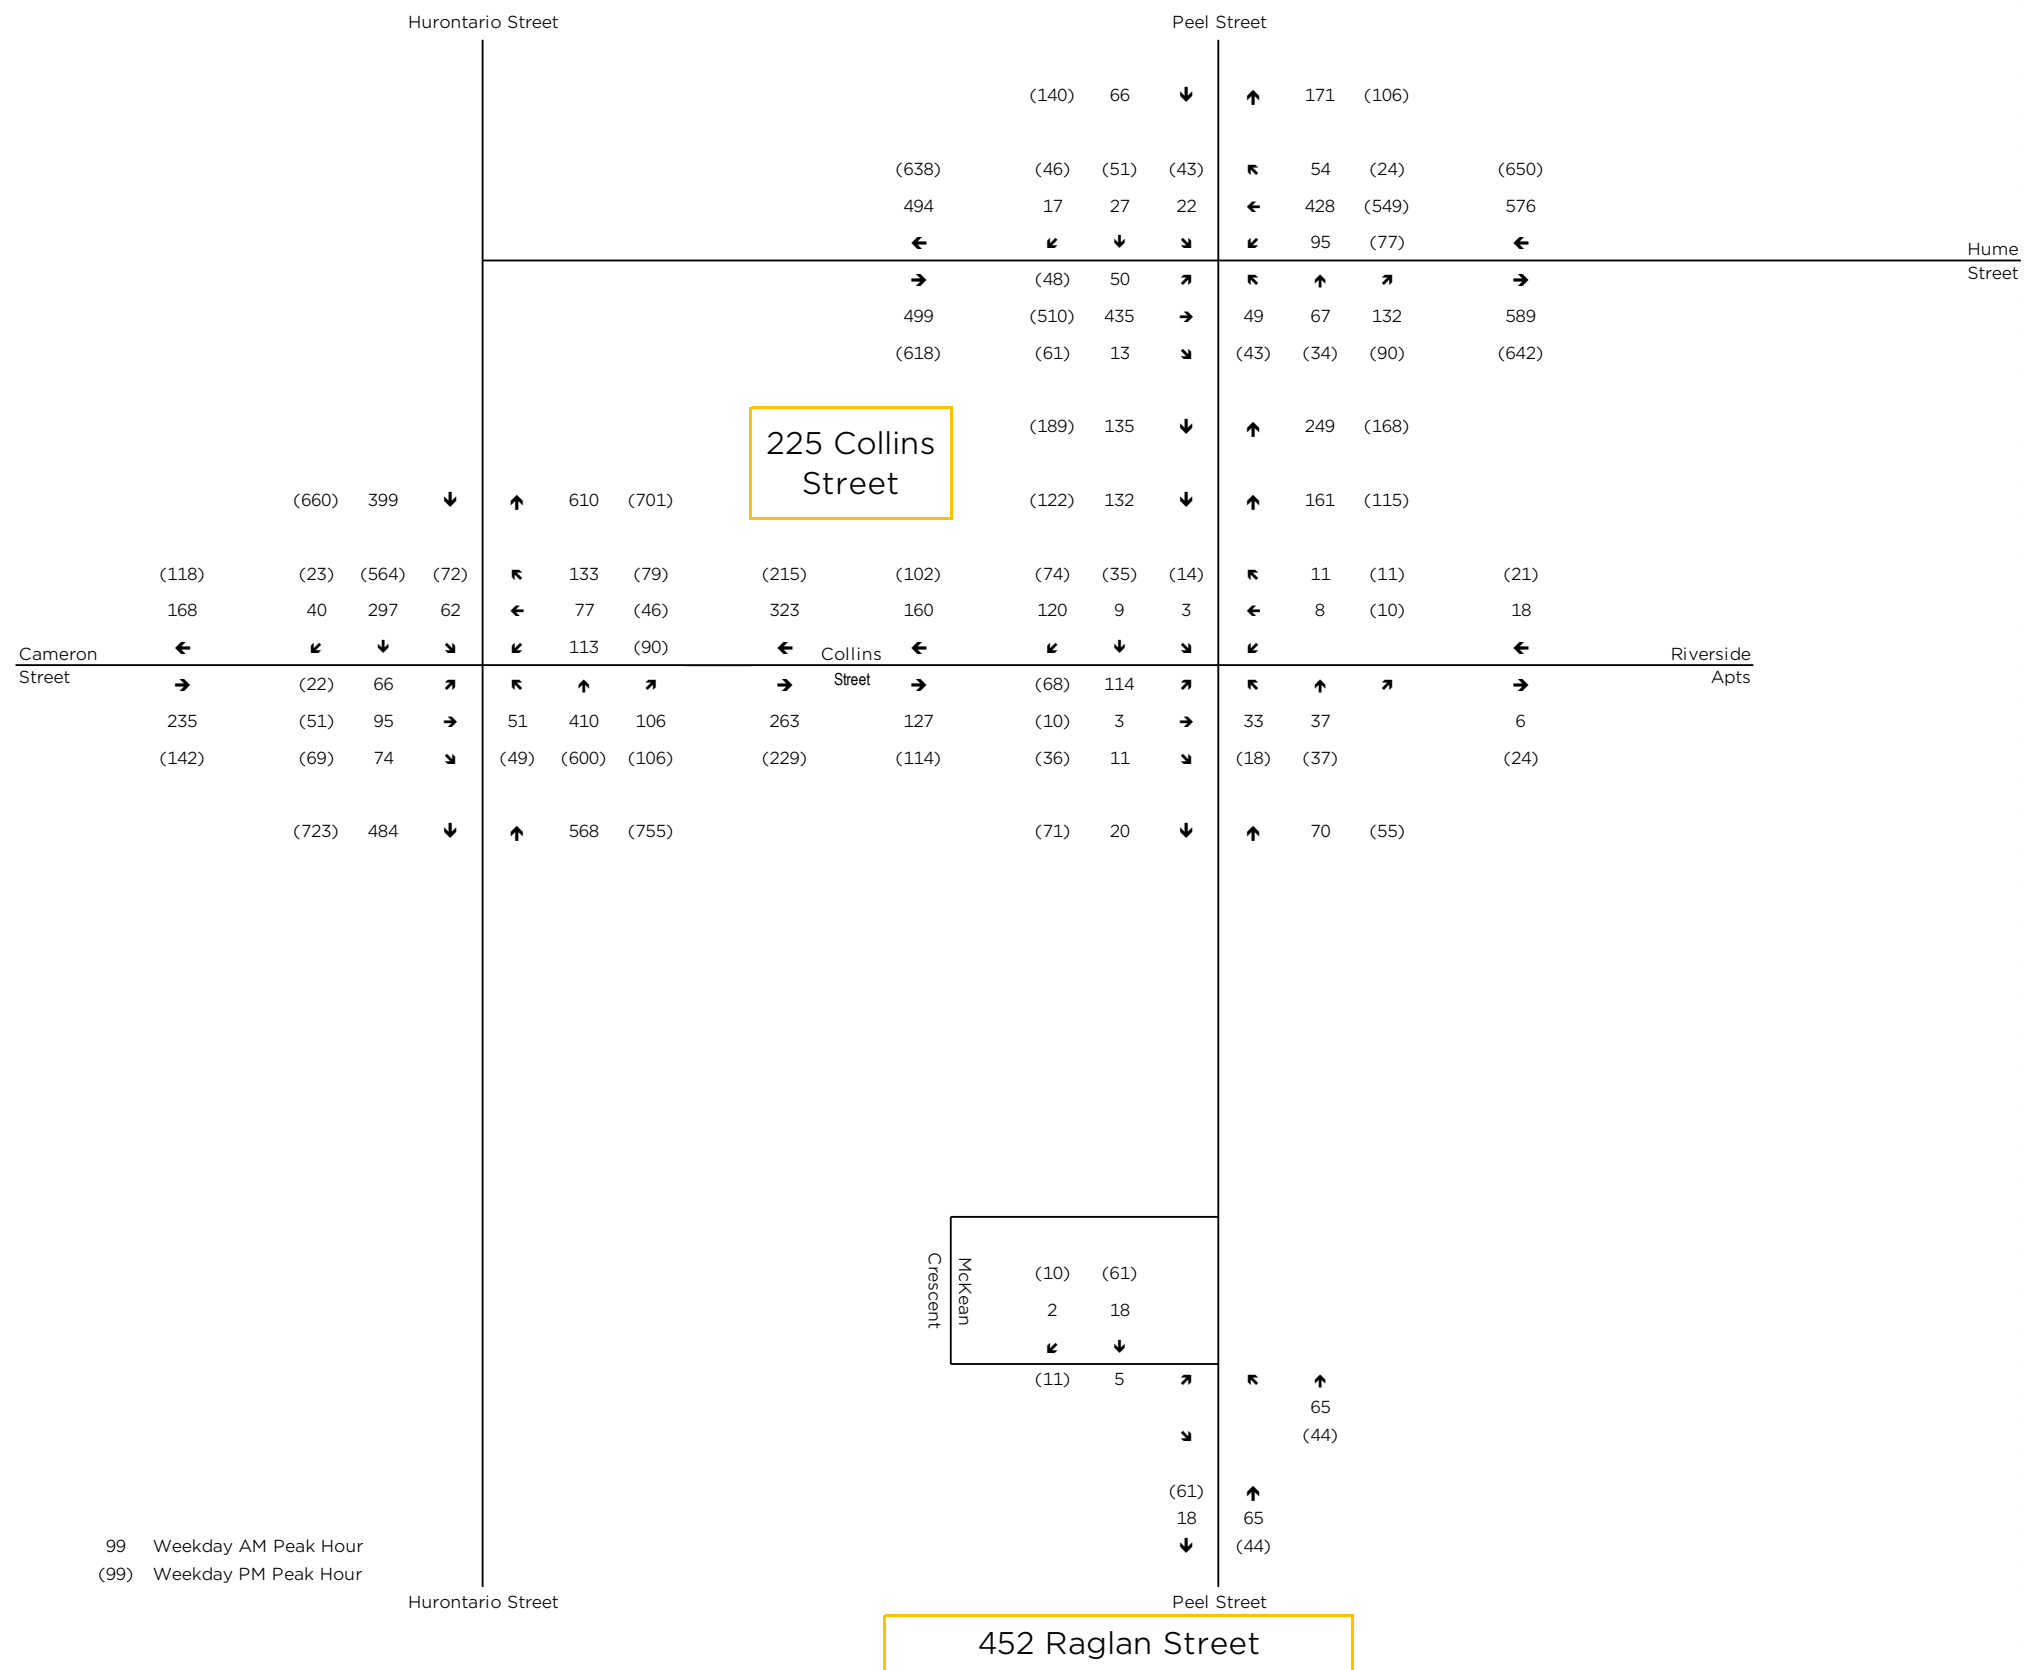 Hurontario Street Peel Street
(140) 66 ↓ ↑ 171 (106)
(638) (46) (51) (43) ↖ 54 (24) (650)
494 17 27 22 ← 428 (549) 576
← ↙ ↓ ↘ ↙ 95 (77) ←
Hume
→ (48) 50 ↗ ↖ ↑ ↗ → Street
499 (510) 435 → 49 67 132 589
(618) (61) 13 ↘ (43) (34) (90) (642)
225 Collins
Street
(189) 135 ↓ ↑ 249 (168)
(660) 399 ↓ ↑ 610 (701) (122) 132 ↓ ↑ 161 (115)
(118) (23) (564) (72) ↖ 133 (79) (215) (102) (74) (35) (14) ↖ 11 (11) (21)
168 40 297 62 ← 77 (46) 323 160 120 9 3 ← 8 (10) 18
← ↙ ↓ ↘ ↙ 113 (90) ← ← ↙ ↓ ↘ ↙ ←
Cameron Collins Riverside
Street → (22) 66 ↗ ↖ ↑ ↗ → Street → (68) 114 ↗ ↖ ↑ ↗ → Apts
235 (51) 95 → 51 410 106 263 127 (10) 3 → 33 37 6
(142) (69) 74 ↘ (49) (600) (106) (229) (114) (36) 11 ↘ (18) (37) (24)
(723) 484 ↓ ↑ 568 (755) (71) 20 ↓ ↑ 70 (55)
McKean
Crescent
(10) (61)
2 18
↙ ↓
(11) 5 ↗ ↖ ↑
65
↘ (44)
(61) ↑
18 65
↓ (44)
99 Weekday AM Peak Hour
(99) Weekday PM Peak Hour
Hurontario Street Peel Street
452 Raglan Street